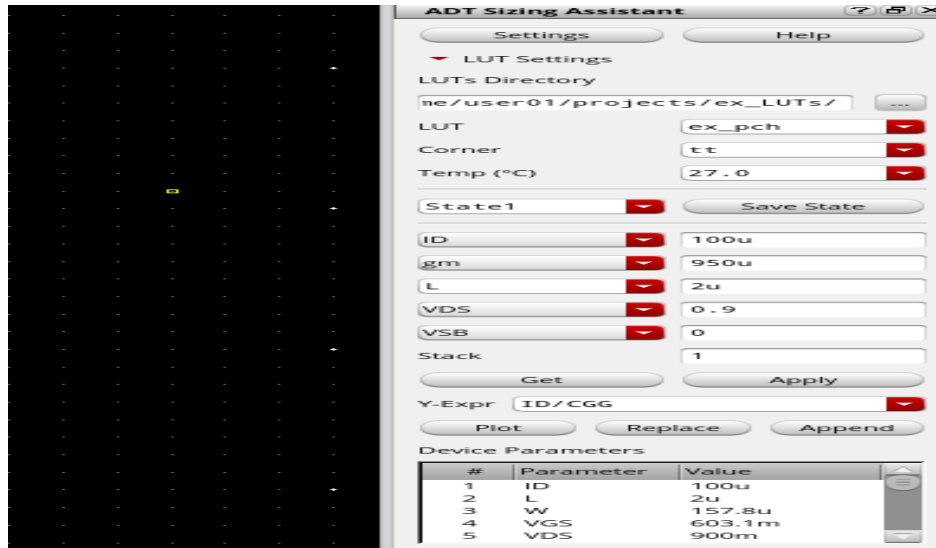 ADT Sizing Assistant
Settings Help
LUT Settings
LUTs Directory
me/user01/projects/ex_LUTs/ ...
LUT ex_pch
Corner tt
Temp (°C) 27.0
State1 Save State
ID 100u
gm 950u
L 2u
VDS 0.9
VSB 0
Stack 1
Get Apply
Y-Expr ID/CGG
Plot Replace Append
Device Parameters
# Parameter Value
1 ID 100u
2 L 2u
3 W 157.8u
4 VGS 603.1m
5 VDS 900m